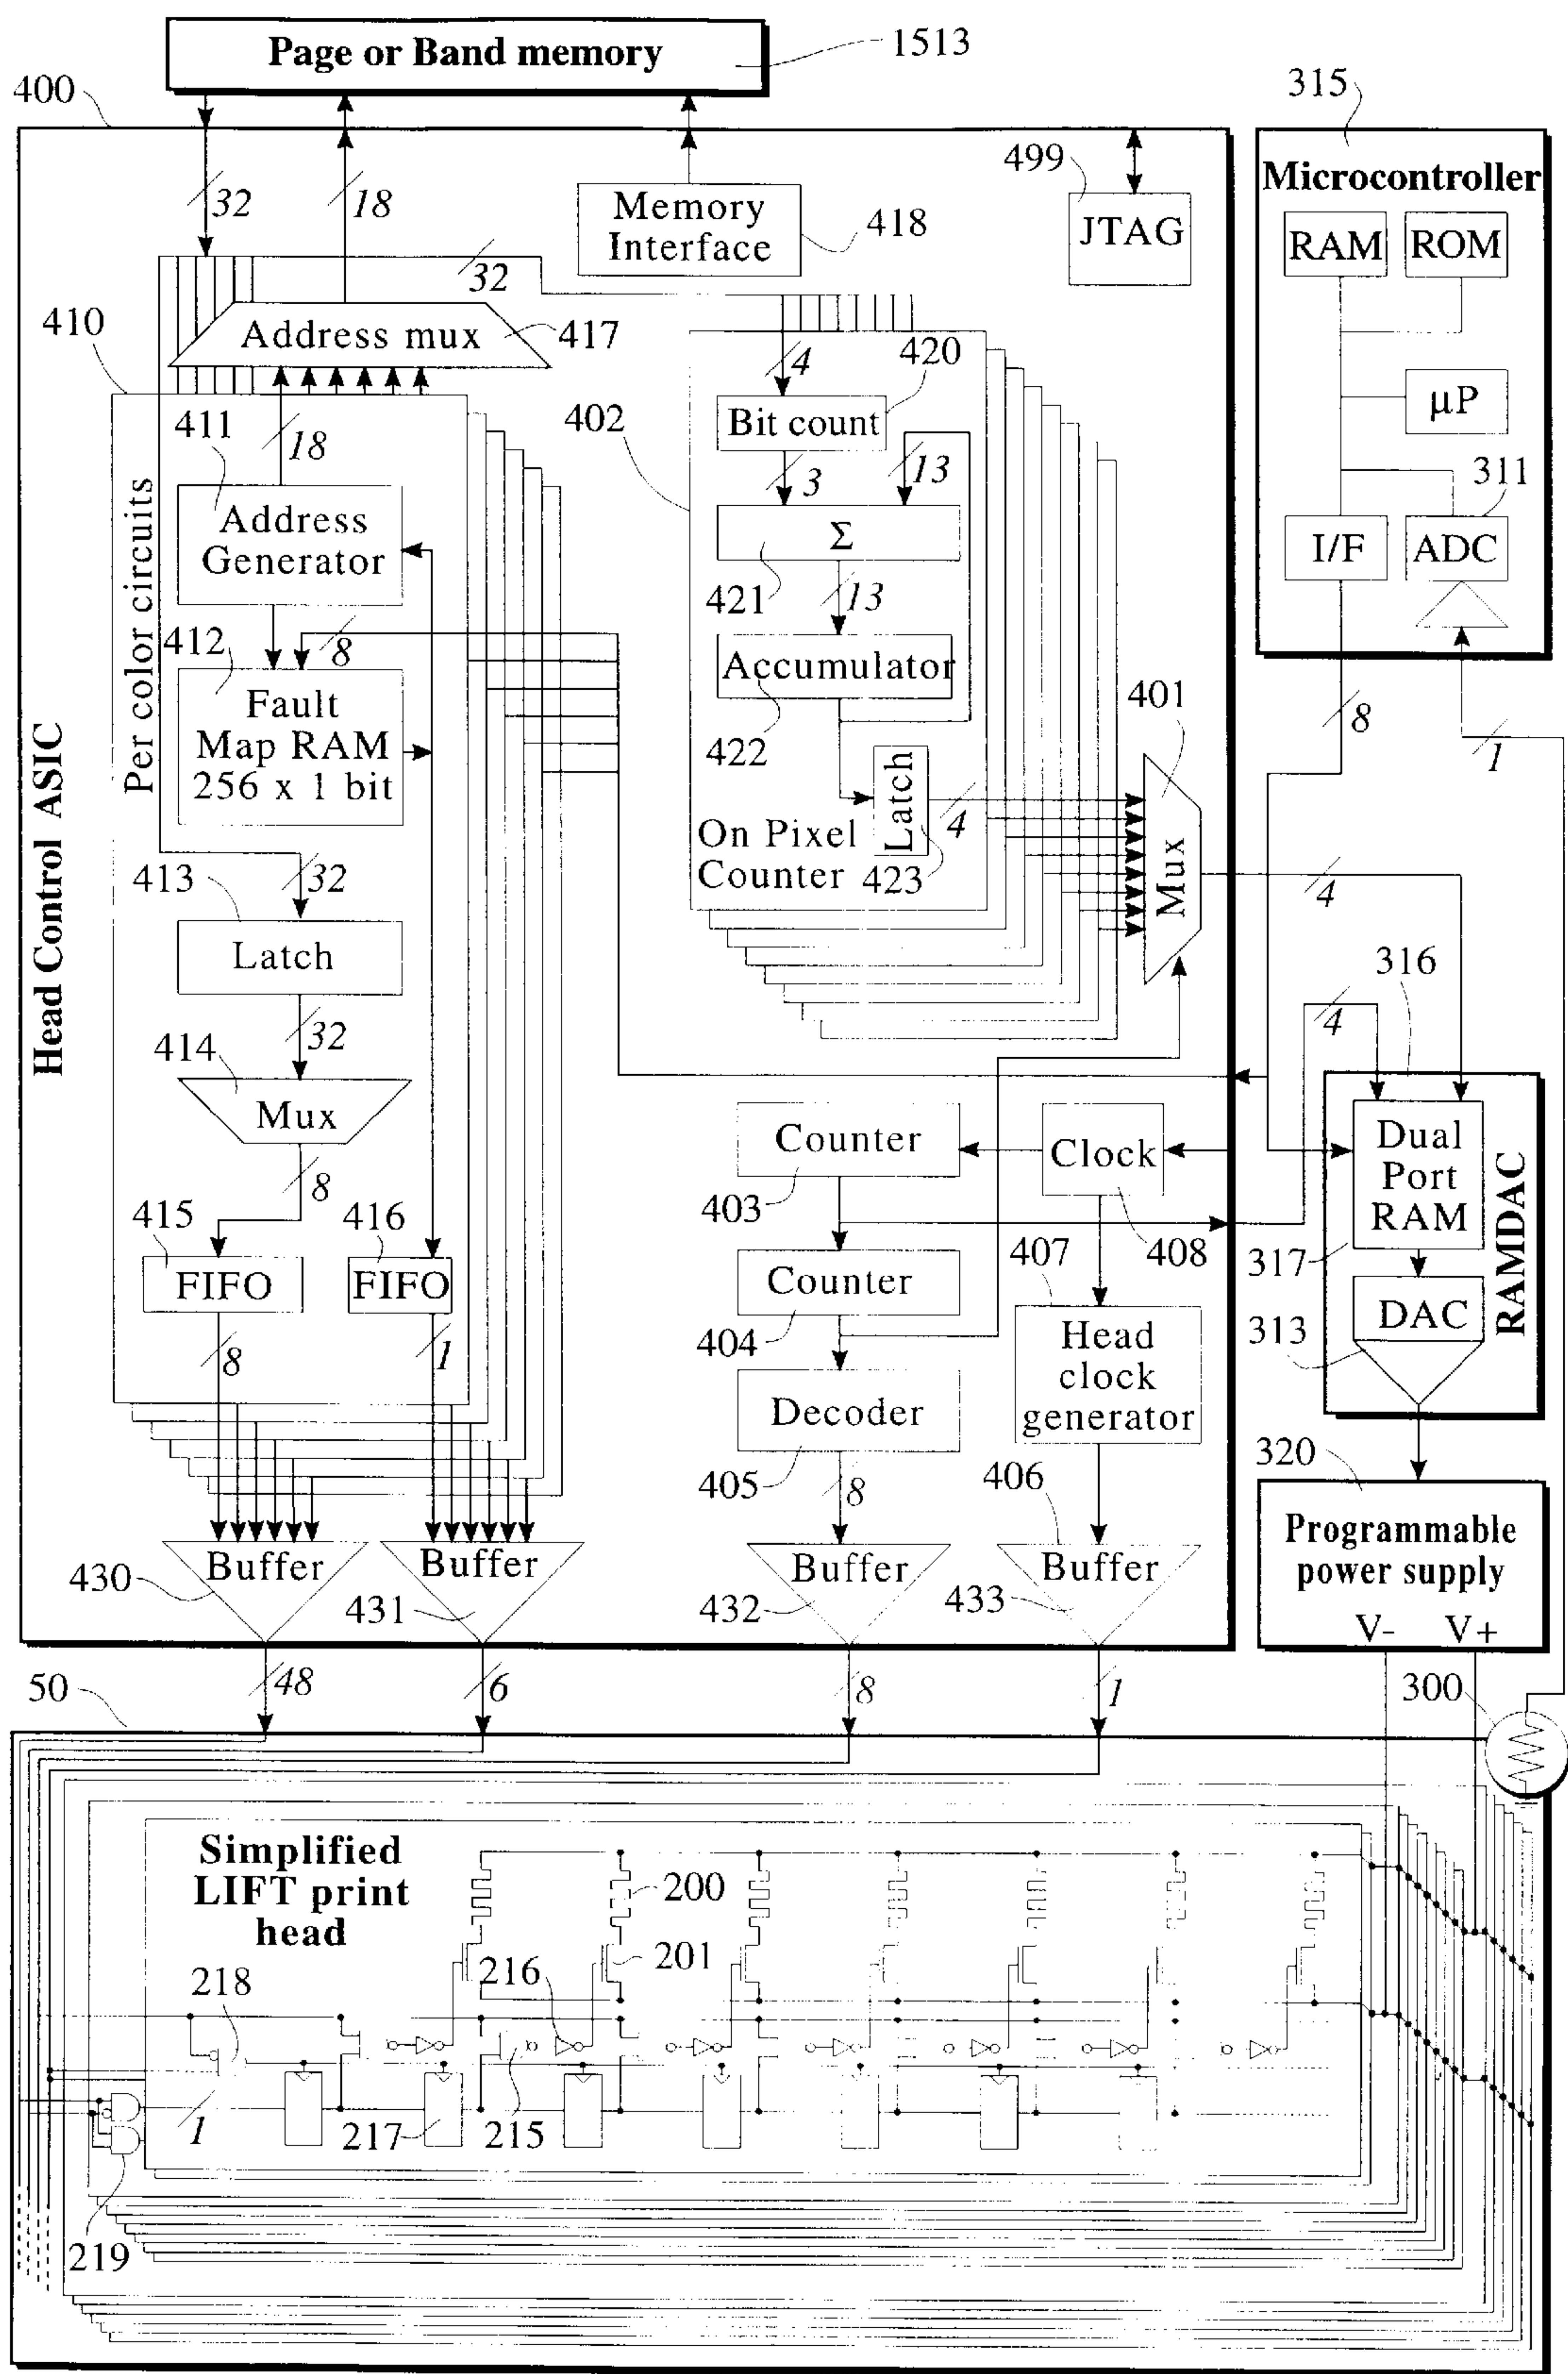 Page or Band memory
1513
400
315
32
18
499
JTAG
Memory
Interface
418
Microcontroller
RAM
ROM
µP
311
I/F
ADC
8
1
32
410
Address mux
417
Per color circuits
411
18
Address
Generator
412
8
Fault
Map RAM
256 x 1 bit
413
32
Latch
32
414
Mux
8
415
416
FIFO
FIFO
8
1
Head Control ASIC
402
4
420
Bit count
3
13
Σ
421
13
Accumulator
422
Latch
4
On Pixel
Counter
423
401
Mux
4
4
316
Dual
Port
RAM
317
DAC
313
RAMDAC
Counter
403
Clock
408
Counter
404
407
Head
clock
generator
Decoder
405
8
406
320
Programmable
power supply
V-
V+
Buffer
430
Buffer
431
Buffer
432
Buffer
433
48
6
8
1
50
300
Simplified
LIFT print
head
200
201
216
218
1
217
215
219